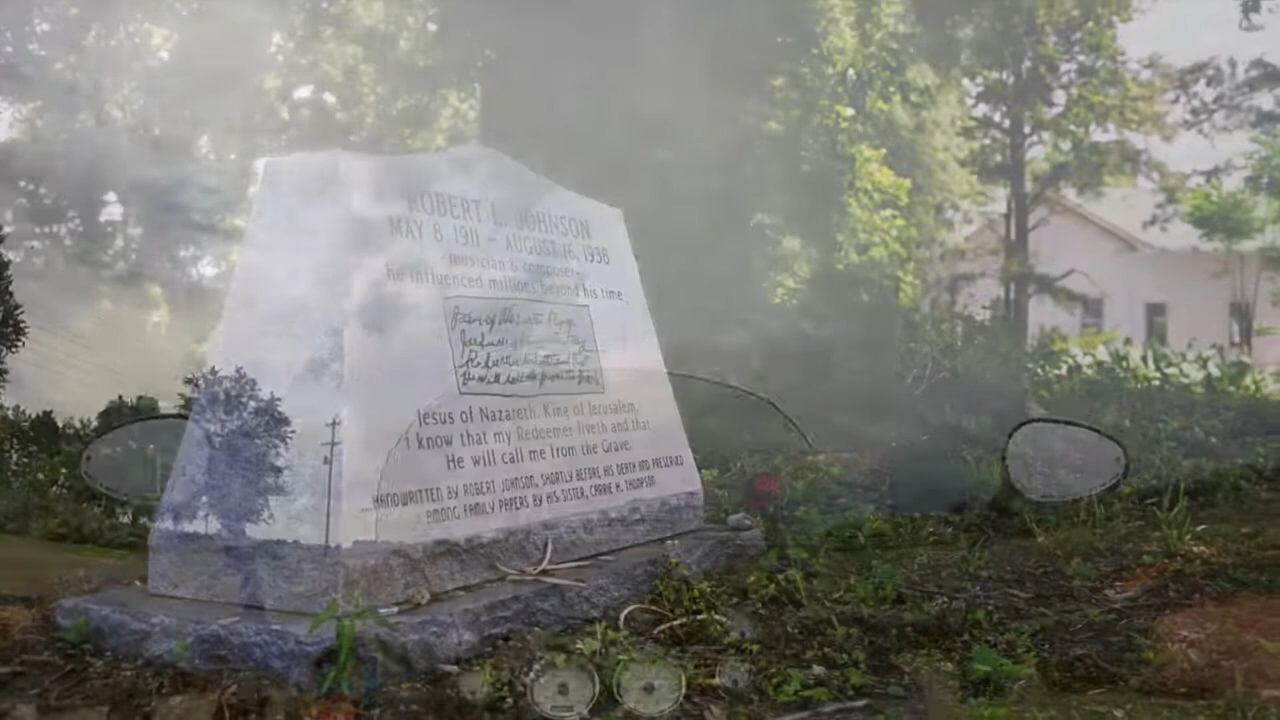 ROBERT L. JOHNSON
MAY 8, 1911 - AUGUST 16, 1938
-musician & composer-
he influenced millions beyond his time
Jesus of Nazareth, King of Jerusalem,
I know that my Redeemer liveth and that
He will call me from the Grave.
...HANDWRITTEN BY ROBERT JOHNSON, SHORTLY BEFORE HIS DEATH AND PRESERVED
AMONG FAMILY PAPERS BY HIS SISTER, CARRIE H. THOMPSON